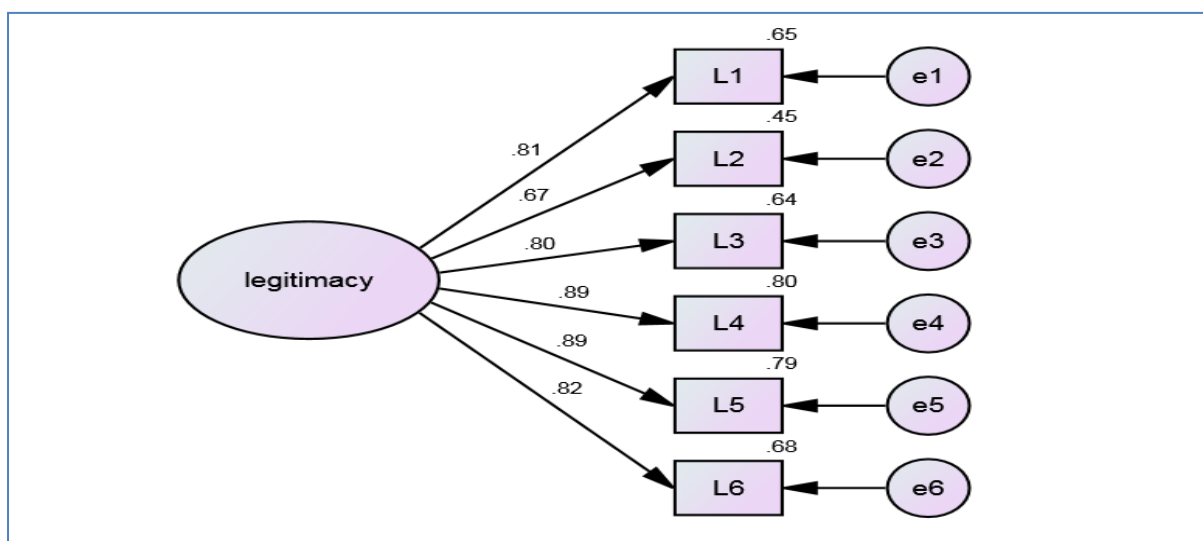 .65
L1
e1
.45
.81
L2
e2
.67
.64
.80
L3
e3
legitimacy
.80
.89
L4
e4
.89
.79
.82
L5
e5
.68
L6
e6